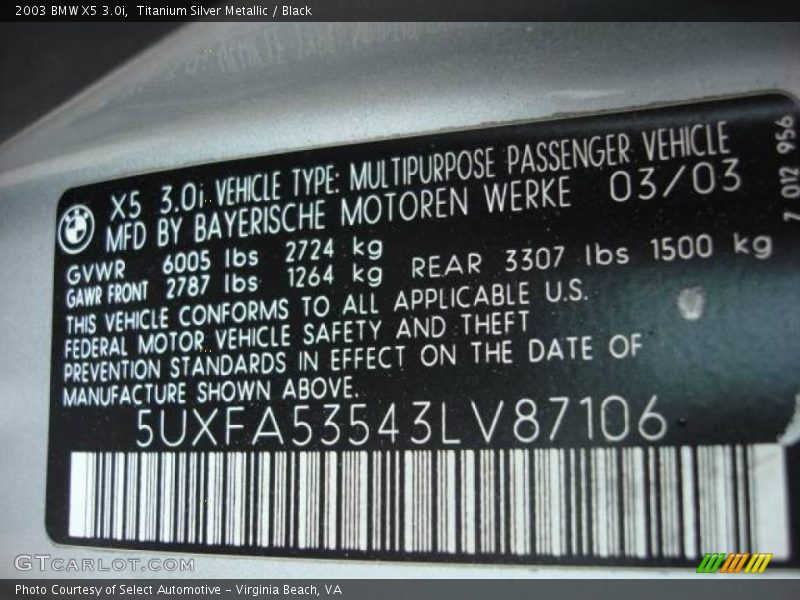 2003 BMW X5 3.0i, Titanium Silver Metallic / Black
X5 3.0i VEHICLE TYPE: MULTIPURPOSE PASSENGER VEHICLE
MFD BY BAYERISCHE MOTOREN WERKE 03/03
GVWR 6005 lbs 2724 kg
GAWR FRONT 2787 lbs 1264 kg REAR 3307 lbs 1500 kg
THIS VEHICLE CONFORMS TO ALL APPLICABLE U.S.
FEDERAL MOTOR VEHICLE SAFETY AND THEFT
PREVENTION STANDARDS IN EFFECT ON THE DATE OF
MANUFACTURE SHOWN ABOVE.
5UXFA53543LV87106
7 012 956
GTCARLOT.COM
Photo Courtesy of Select Automotive - Virginia Beach, VA